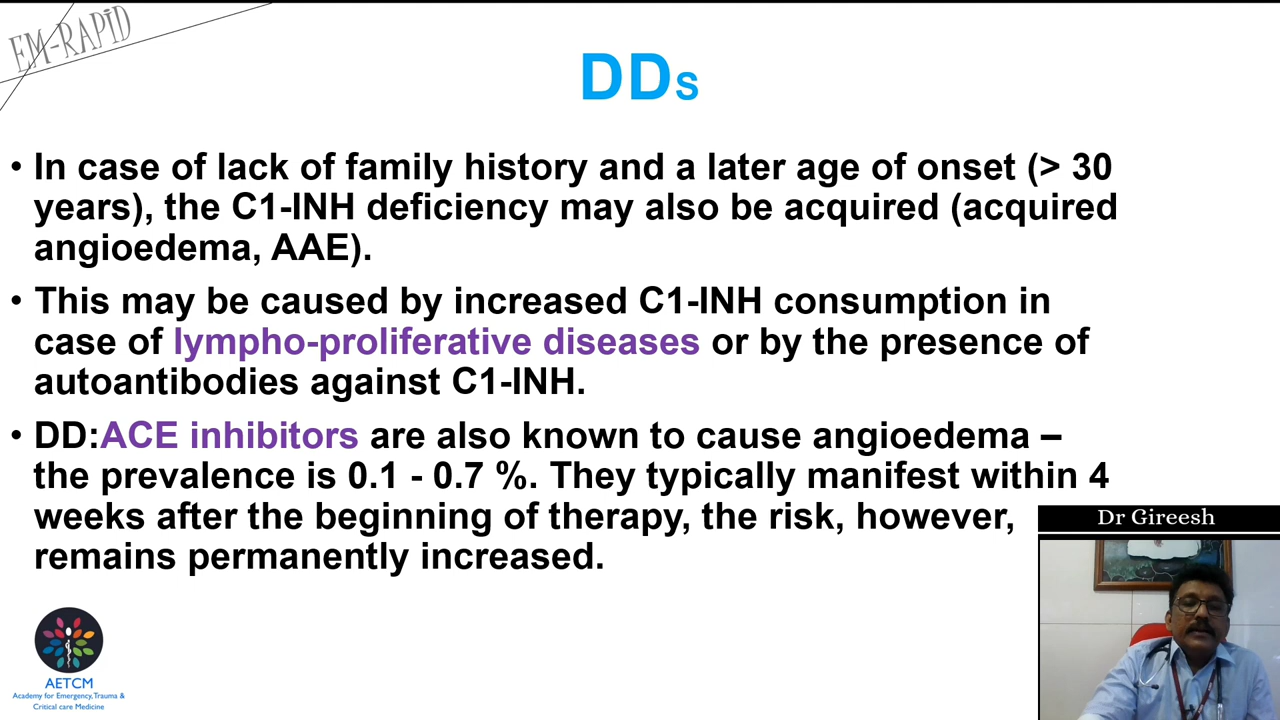 EM-RAPiD
DDs
• In case of lack of family history and a later age of onset (> 30
years), the C1-INH deficiency may also be acquired (acquired
angioedema, AAE).
• This may be caused by increased C1-INH consumption in
case of lympho-proliferative diseases or by the presence of
autoantibodies against C1-INH.
• DD:ACE inhibitors are also known to cause angioedema –
the prevalence is 0.1 - 0.7 %. They typically manifest within 4
weeks after the beginning of therapy, the risk, however,
remains permanently increased.
Dr Gireesh
AETCM
Academy for Emergency, Trauma &
Critical care Medicine